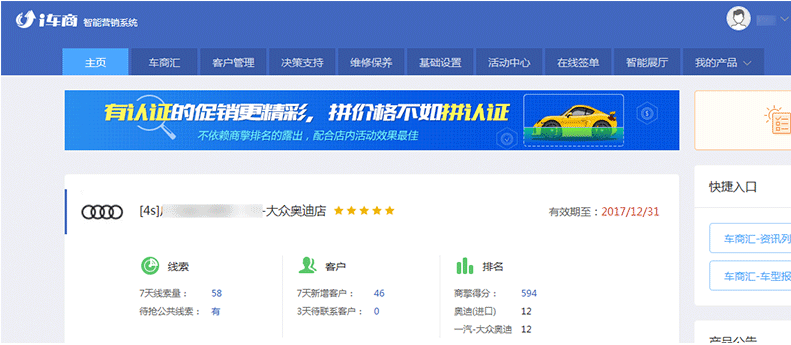 i车商 智能营销系统
主页 车商汇 客户管理 决策支持 维修保养 基础设置 活动中心 在线签单 智能展厅 我的产品
有认证的促销更精彩，拼价格不如拼认证
不依赖商擎排名的露出，配合店内活动效果最佳
快捷入口
[4s] -大众奥迪店 有效期至：2017/12/31
车商汇-资讯列
线索 客户 排名
车商汇-车型报
7天线索量： 58 7天新增客户： 46 商擎得分： 594
待抢公共线索： 有 3天待联系客户： 0 奥迪(进口) 12
一汽-大众奥迪 12
产品公告